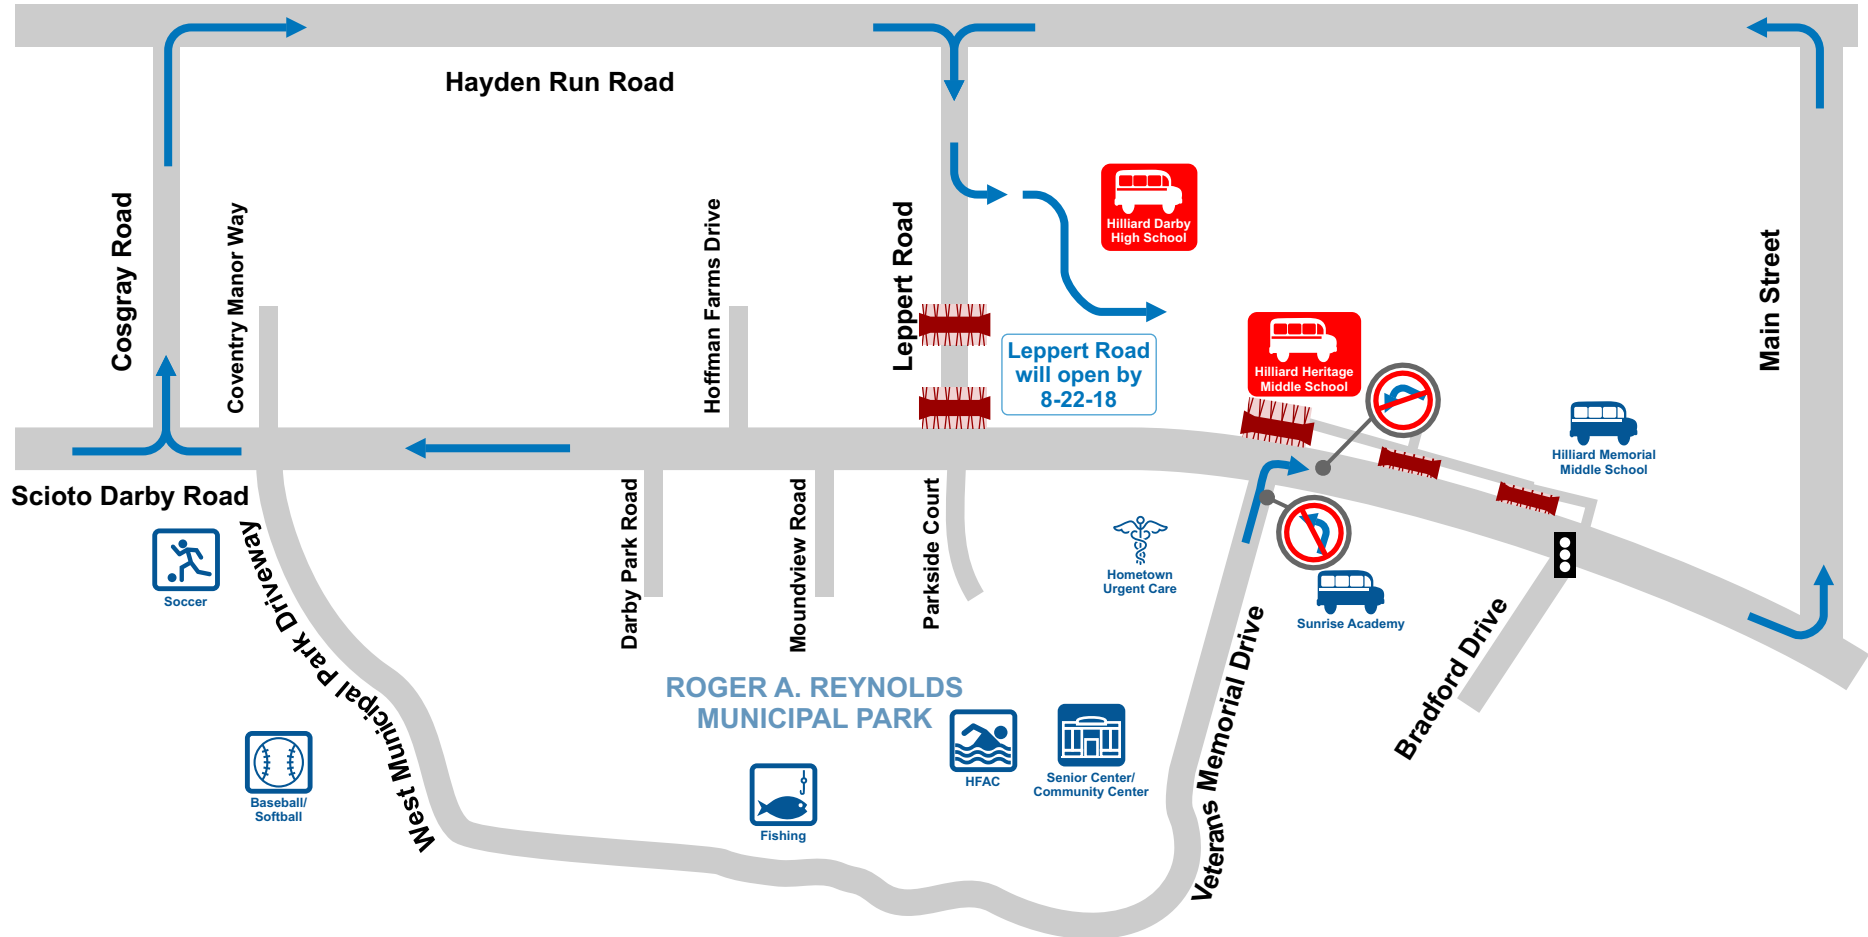 Hayden Run Road
Cosgray Road
Coventry Manor Way
Hoffman Farms Drive
Leppert Road
Hilliard Darby
High School
Main Street
Leppert Road
will open by
8-22-18
Hilliard Heritage
Middle School
Hilliard Memorial
Middle School
Scioto Darby Road
Soccer
West Municipal Park Driveway
Darby Park Road
Moundview Road
Parkside Court
Hometown
Urgent Care
Sunrise Academy
Veterans Memorial Drive
Bradford Drive
ROGER A. REYNOLDS
MUNICIPAL PARK
Baseball/
Softball
Fishing
HFAC
Senior Center/
Community Center